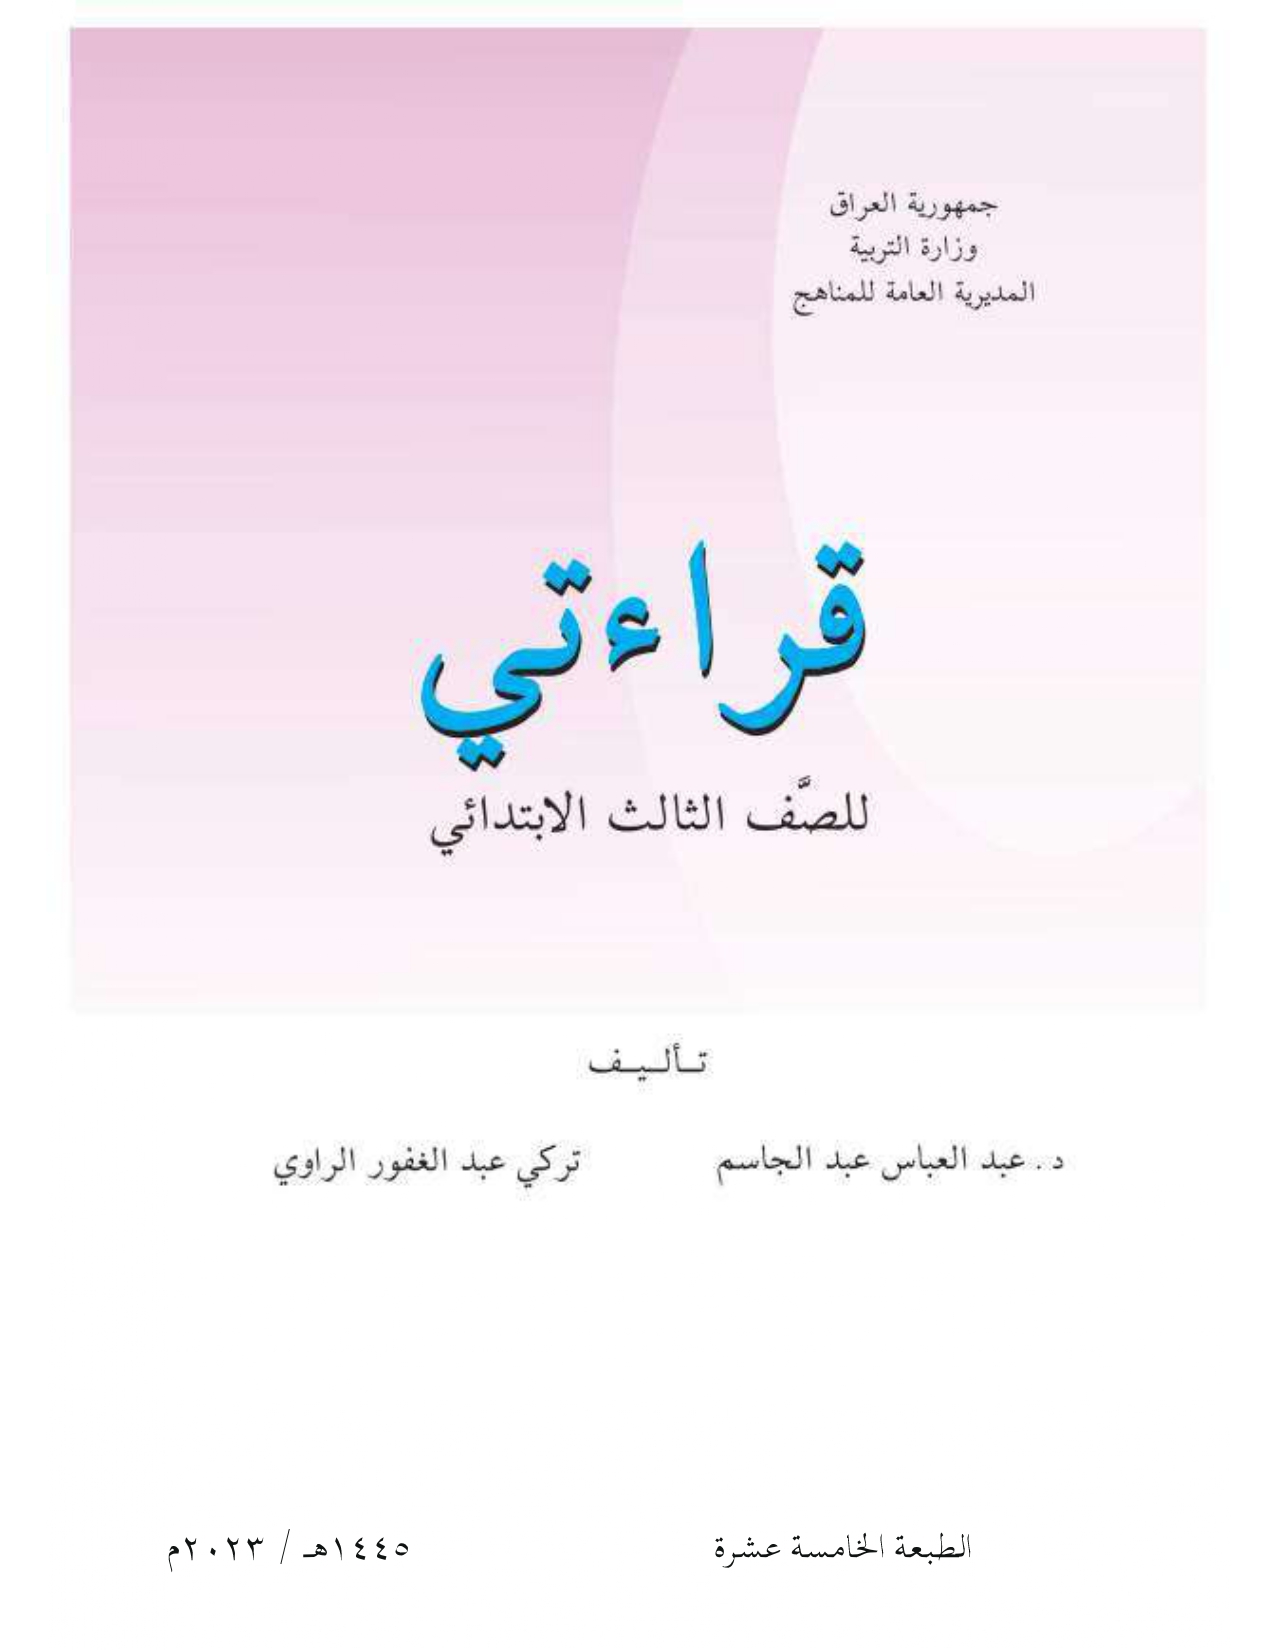 جمهورية العراق
وزارة التربية
المديرية العامة للمناهج
قراءتي
للصَّف الثالث الابتدائي
تـأليـف
د. عبد العباس عبد الجاسم تركي عبد الغفور الراوي
الطبعة الخامسة عشرة ١٤٤٥هـ / ٢٠٢٣م